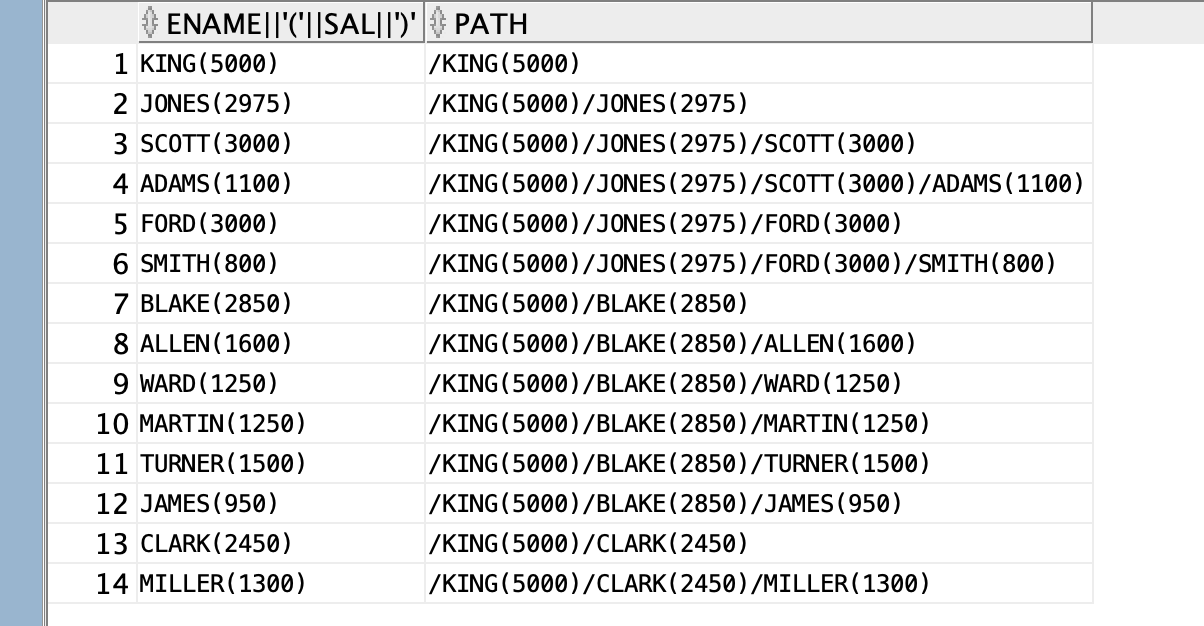 ENAME||'('||SAL||')' PATH
1 KING(5000) /KING(5000)
2 JONES(2975) /KING(5000)/JONES(2975)
3 SCOTT(3000) /KING(5000)/JONES(2975)/SCOTT(3000)
4 ADAMS(1100) /KING(5000)/JONES(2975)/SCOTT(3000)/ADAMS(1100)
5 FORD(3000) /KING(5000)/JONES(2975)/FORD(3000)
6 SMITH(800) /KING(5000)/JONES(2975)/FORD(3000)/SMITH(800)
7 BLAKE(2850) /KING(5000)/BLAKE(2850)
8 ALLEN(1600) /KING(5000)/BLAKE(2850)/ALLEN(1600)
9 WARD(1250) /KING(5000)/BLAKE(2850)/WARD(1250)
10 MARTIN(1250) /KING(5000)/BLAKE(2850)/MARTIN(1250)
11 TURNER(1500) /KING(5000)/BLAKE(2850)/TURNER(1500)
12 JAMES(950) /KING(5000)/BLAKE(2850)/JAMES(950)
13 CLARK(2450) /KING(5000)/CLARK(2450)
14 MILLER(1300) /KING(5000)/CLARK(2450)/MILLER(1300)